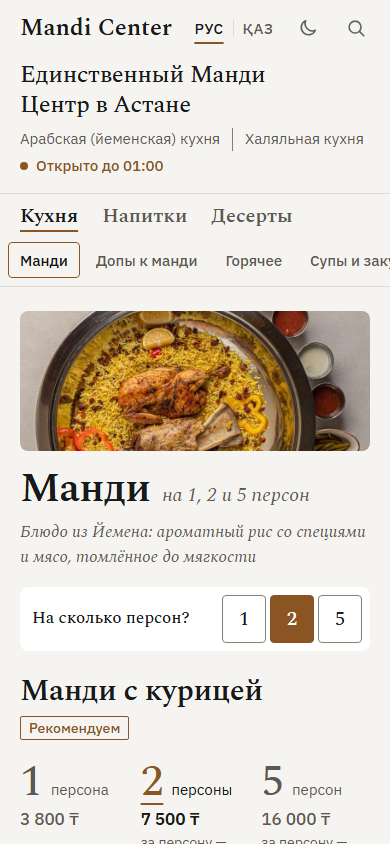 Mandi Center РУС ҚАЗ
Единственный Манди
Центр в Астане
Арабская (йеменская) кухня Халяльная кухня
Открыто до 01:00
Кухня Напитки Десерты
Манди Допы к манди Горячее Супы и заку
Манди на 1, 2 и 5 персон
Блюдо из Йемена: ароматный рис со специями
и мясо, томлённое до мягкости
На сколько персон? 1 2 5
Манди с курицей
Рекомендуем
1 персона 2 персоны 5 персон
3 800 ₸ 7 500 ₸ 16 000 ₸
за персону — за персону —